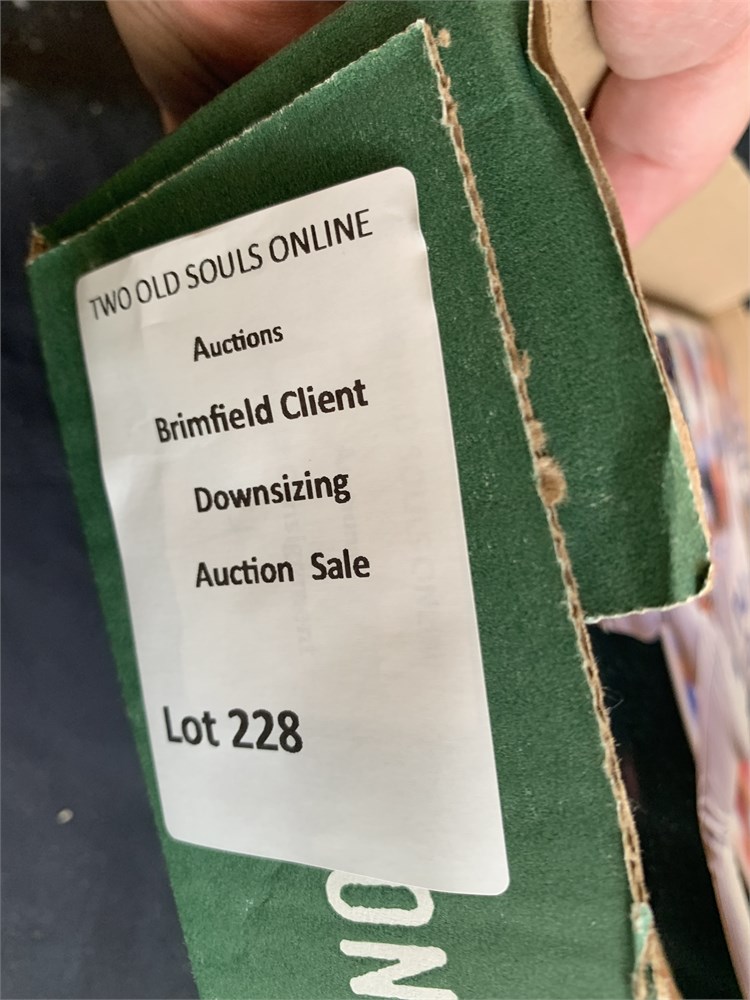 TWO OLD SOULS ONLINE
Auctions
Brimfield Client
Downsizing
Auction Sale
Lot 228